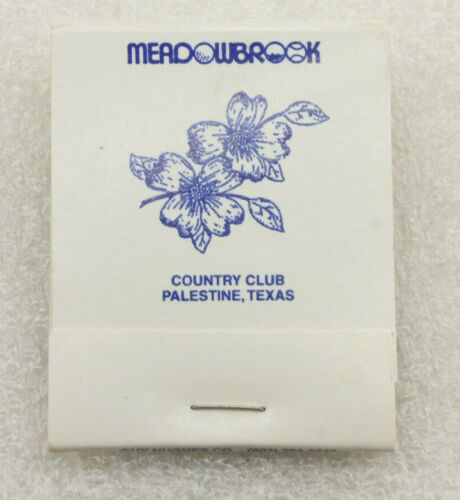 MEADOWBROOK
COUNTRY CLUB
PALESTINE, TEXAS